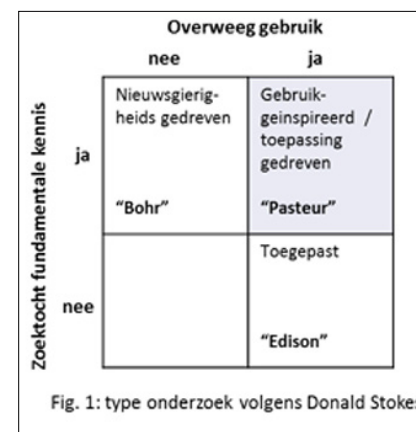 Overweeg gebruik
nee ja
Zoektocht fundamentale kennis
ja
Nieuwsgierig-
heids gedreven
"Bohr"
Gebruik-
geinspireerd /
toepassing
gedreven
"Pasteur"
nee
Toegepast
"Edison"
Fig. 1: type onderzoek volgens Donald Stokes